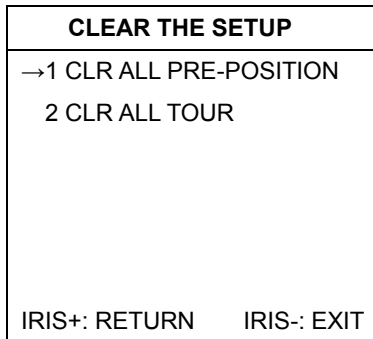 CLEAR THE SETUP
→1 CLR ALL PRE-POSITION
2 CLR ALL TOUR
IRIS+: RETURN IRIS-: EXIT